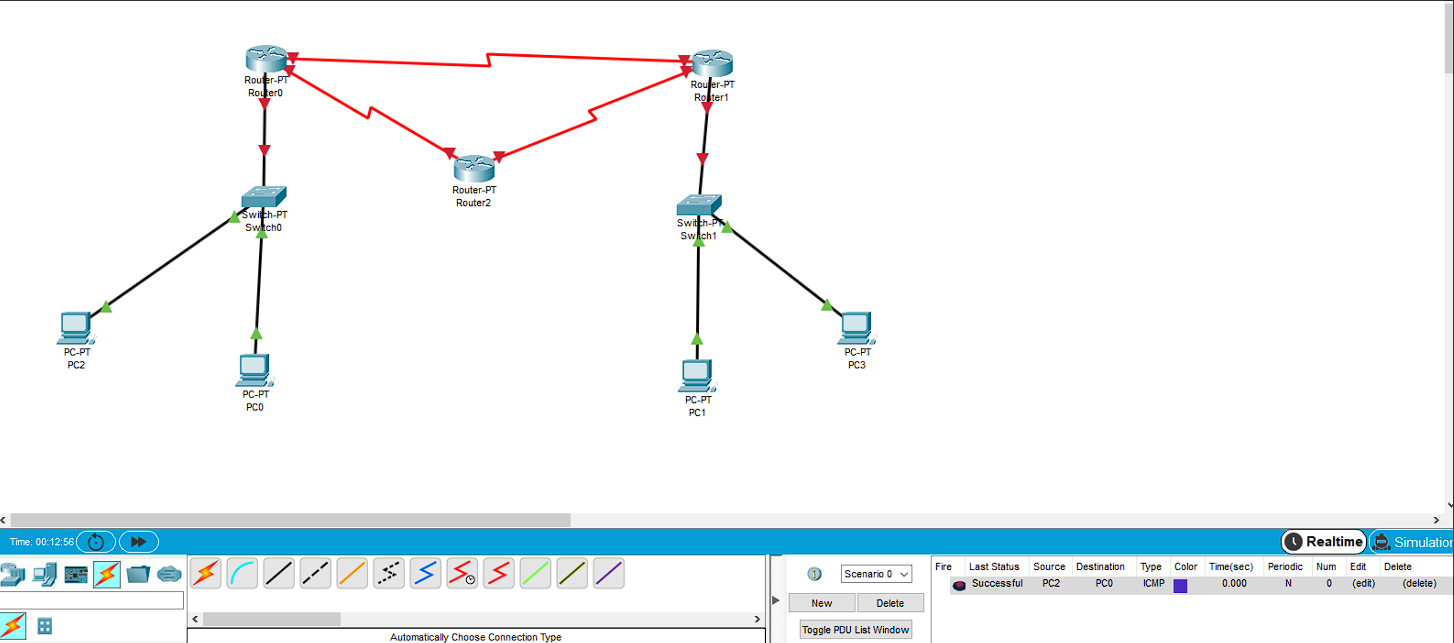 Router-PT
Router0
Router-PT
Router1
Router-PT
Router2
Switch-PT
Switch0
Switch-PT
Switch1
PC-PT
PC2
PC-PT
PC0
PC-PT
PC1
PC-PT
PC3
Time: 00:12:56
Realtime
Simulation
Scenario 0
New
Delete
Toggle PDU List Window
Fire Last Status Source Destination Type Color Time(sec) Periodic Num Edit Delete
Successful PC2 PC0 ICMP 0.000 N 0 (edit) (delete)
Automatically Choose Connection Type